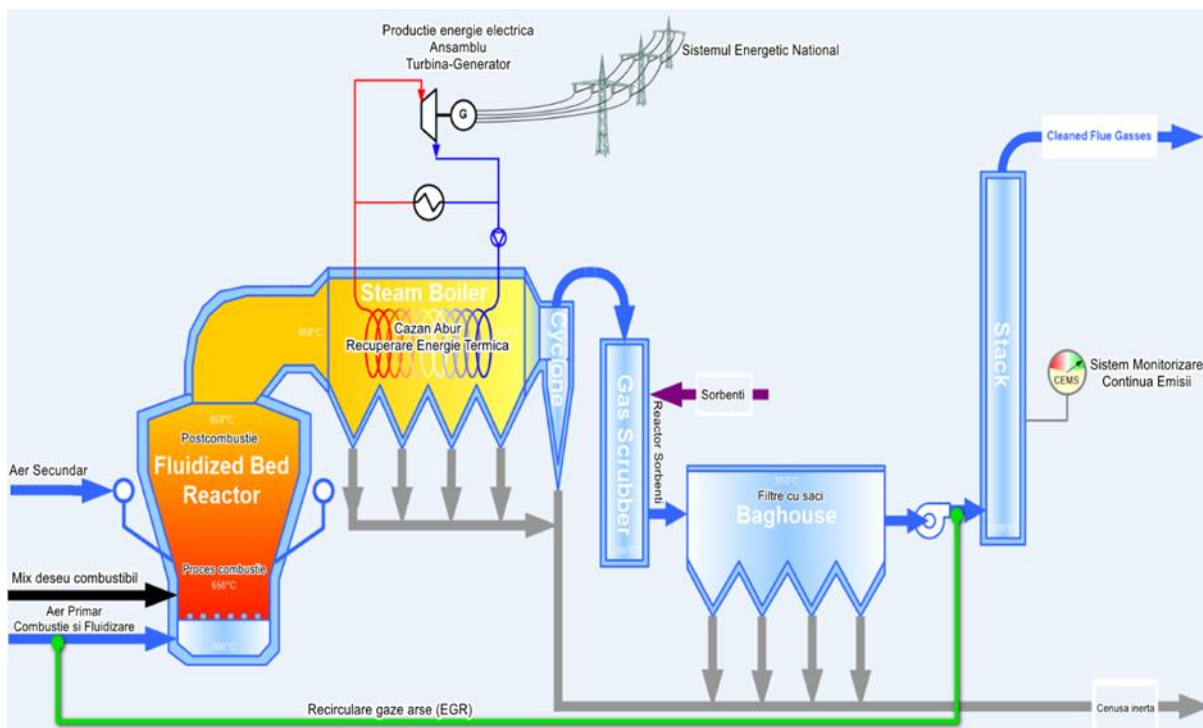 Productie energie electrica
Ansamblu
Turbina-Generator
Sistemul Energetic National
G
Cleaned Flue Gasses
Steam Boiler
950°C
Cazan Abur
Recuperare Energie Termica
Cyclone
Gas Scrubber
Reactor Sorbenti
Sorbenti
Stack
CEMS
Sistem Monitorizare
Continua Emisii
Postcombustie
Fluidized Bed
Reactor
Aer Secundar
Proces combustie
650°C
Mix deseu combustibil
Aer Primar
Combustie si Fluidizare
200°C
Filtre cu saci
Baghouse
Recirculare gaze arse (EGR)
Cenusa inerta